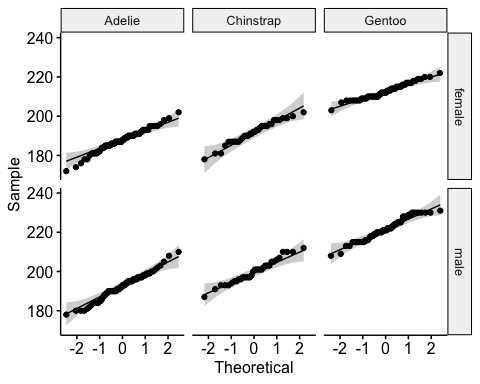 Adelie Chinstrap Gentoo
240
220
200
180
female
Sample
240
220
200
180
male
-2 -1 0 1 2 -2 -1 0 1 2 -2 -1 0 1 2
Theoretical